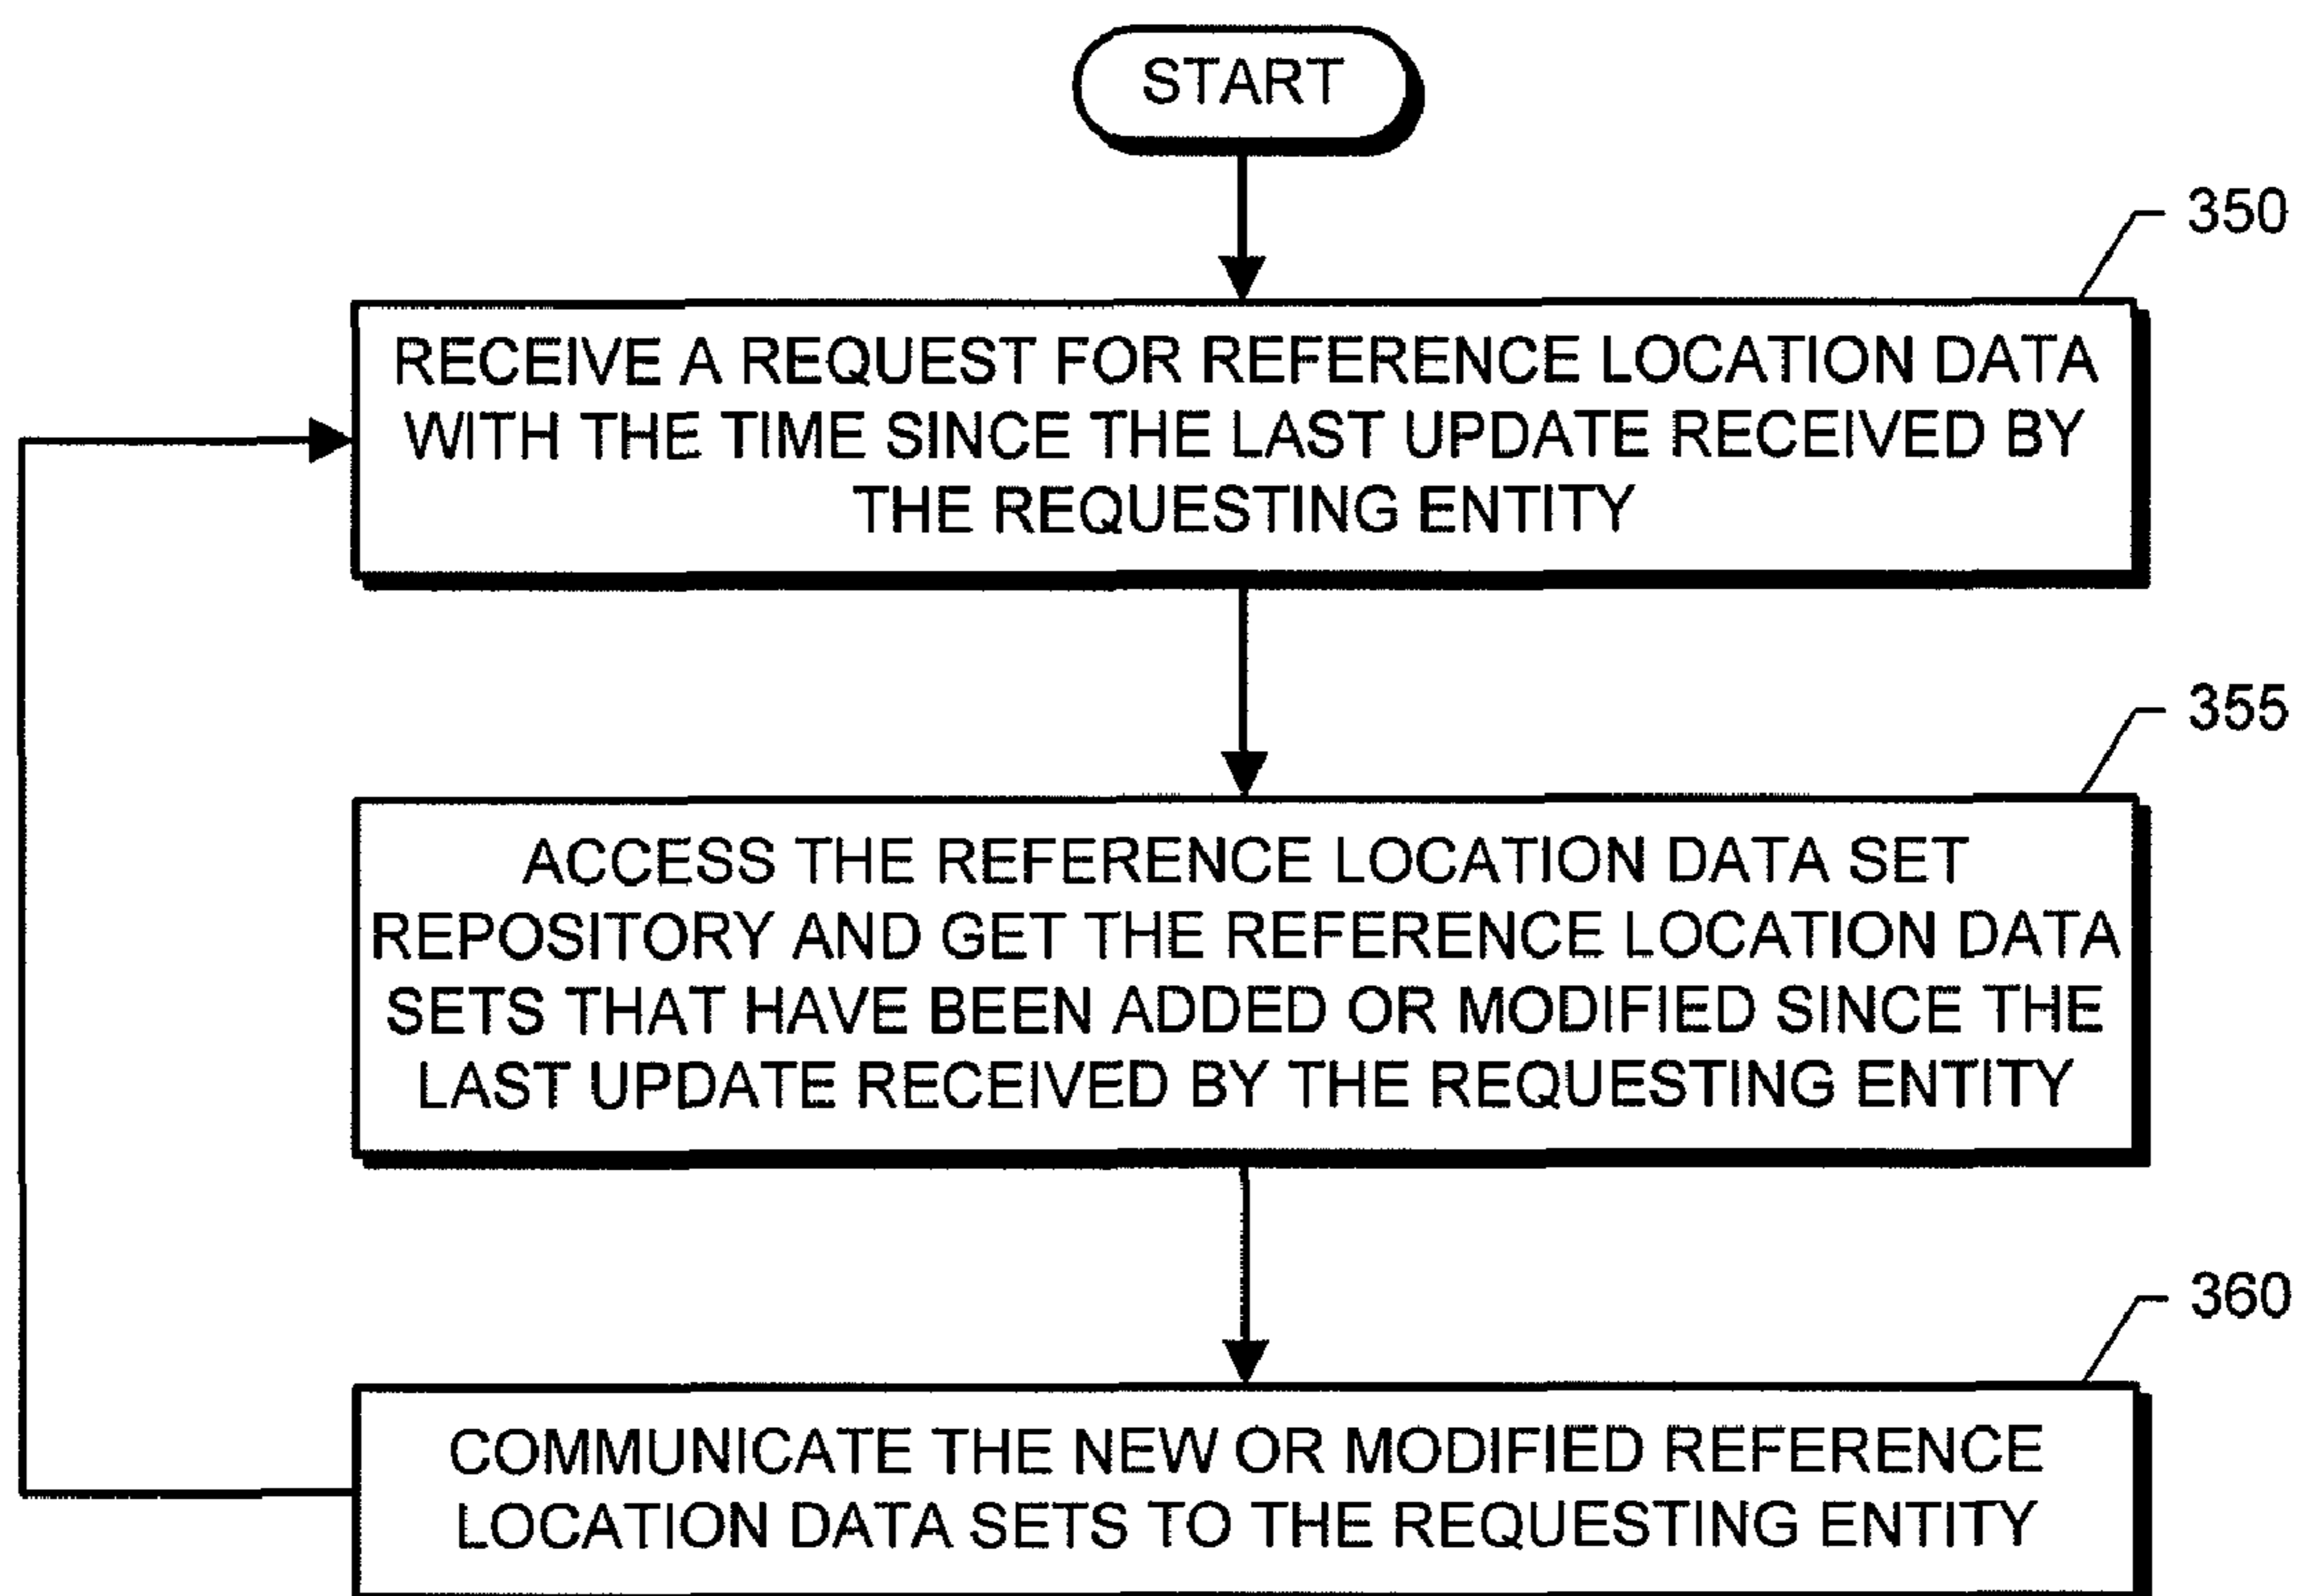 START
350
RECEIVE A REQUEST FOR REFERENCE LOCATION DATA
WITH THE TIME SINCE THE LAST UPDATE RECEIVED BY
THE REQUESTING ENTITY
355
ACCESS THE REFERENCE LOCATION DATA SET
REPOSITORY AND GET THE REFERENCE LOCATION DATA
SETS THAT HAVE BEEN ADDED OR MODIFIED SINCE THE
LAST UPDATE RECEIVED BY THE REQUESTING ENTITY
360
COMMUNICATE THE NEW OR MODIFIED REFERENCE
LOCATION DATA SETS TO THE REQUESTING ENTITY